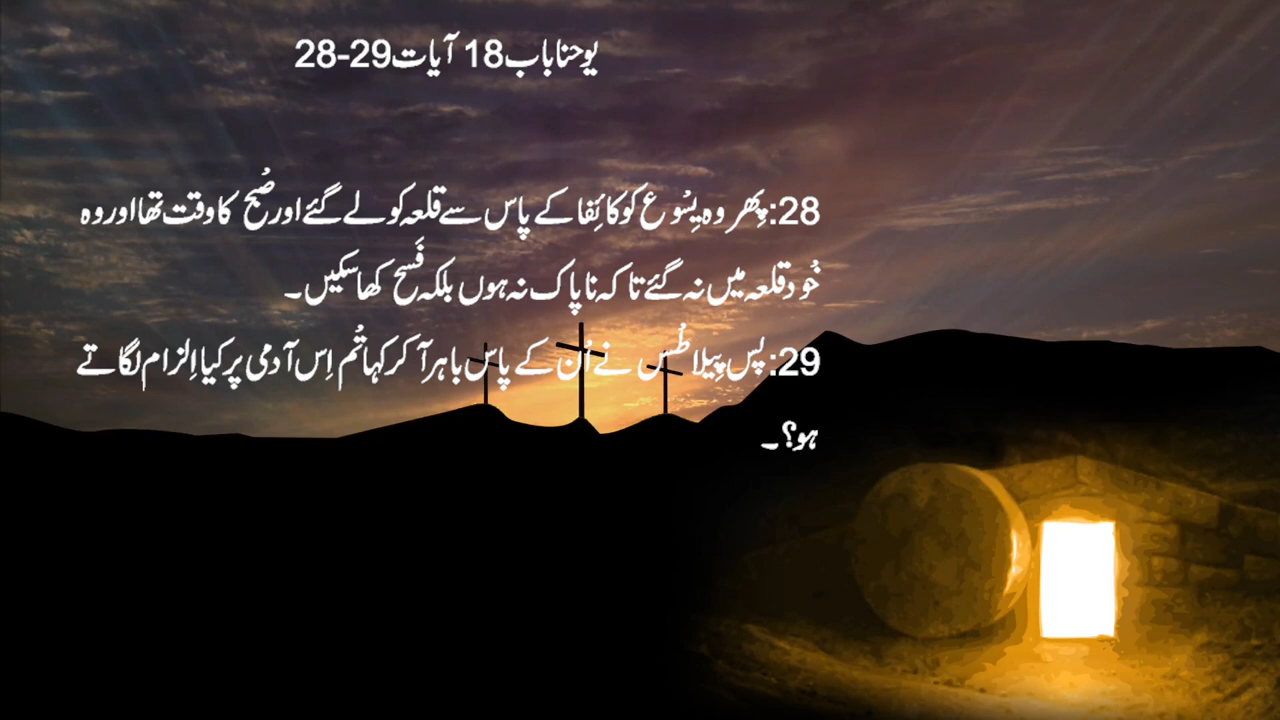 یوحنا باب 18 آیات 29-28
28: پِھر وہ یِسُوع کو کائِفا کے پاس سے قلعہ کو لے گئے اور صُبح کا وقت تھا اور وہ
خُود قلعہ میں نہ گئے تاکہ ناپاک نہ ہوں بلکہ فَسح کھا سکیں۔
29: پس پِیلاطُس نے اُن کے پاس باہر آ کر کہا تُم اِس آدمی پر کیا اِلزام لگاتے
ہو؟۔